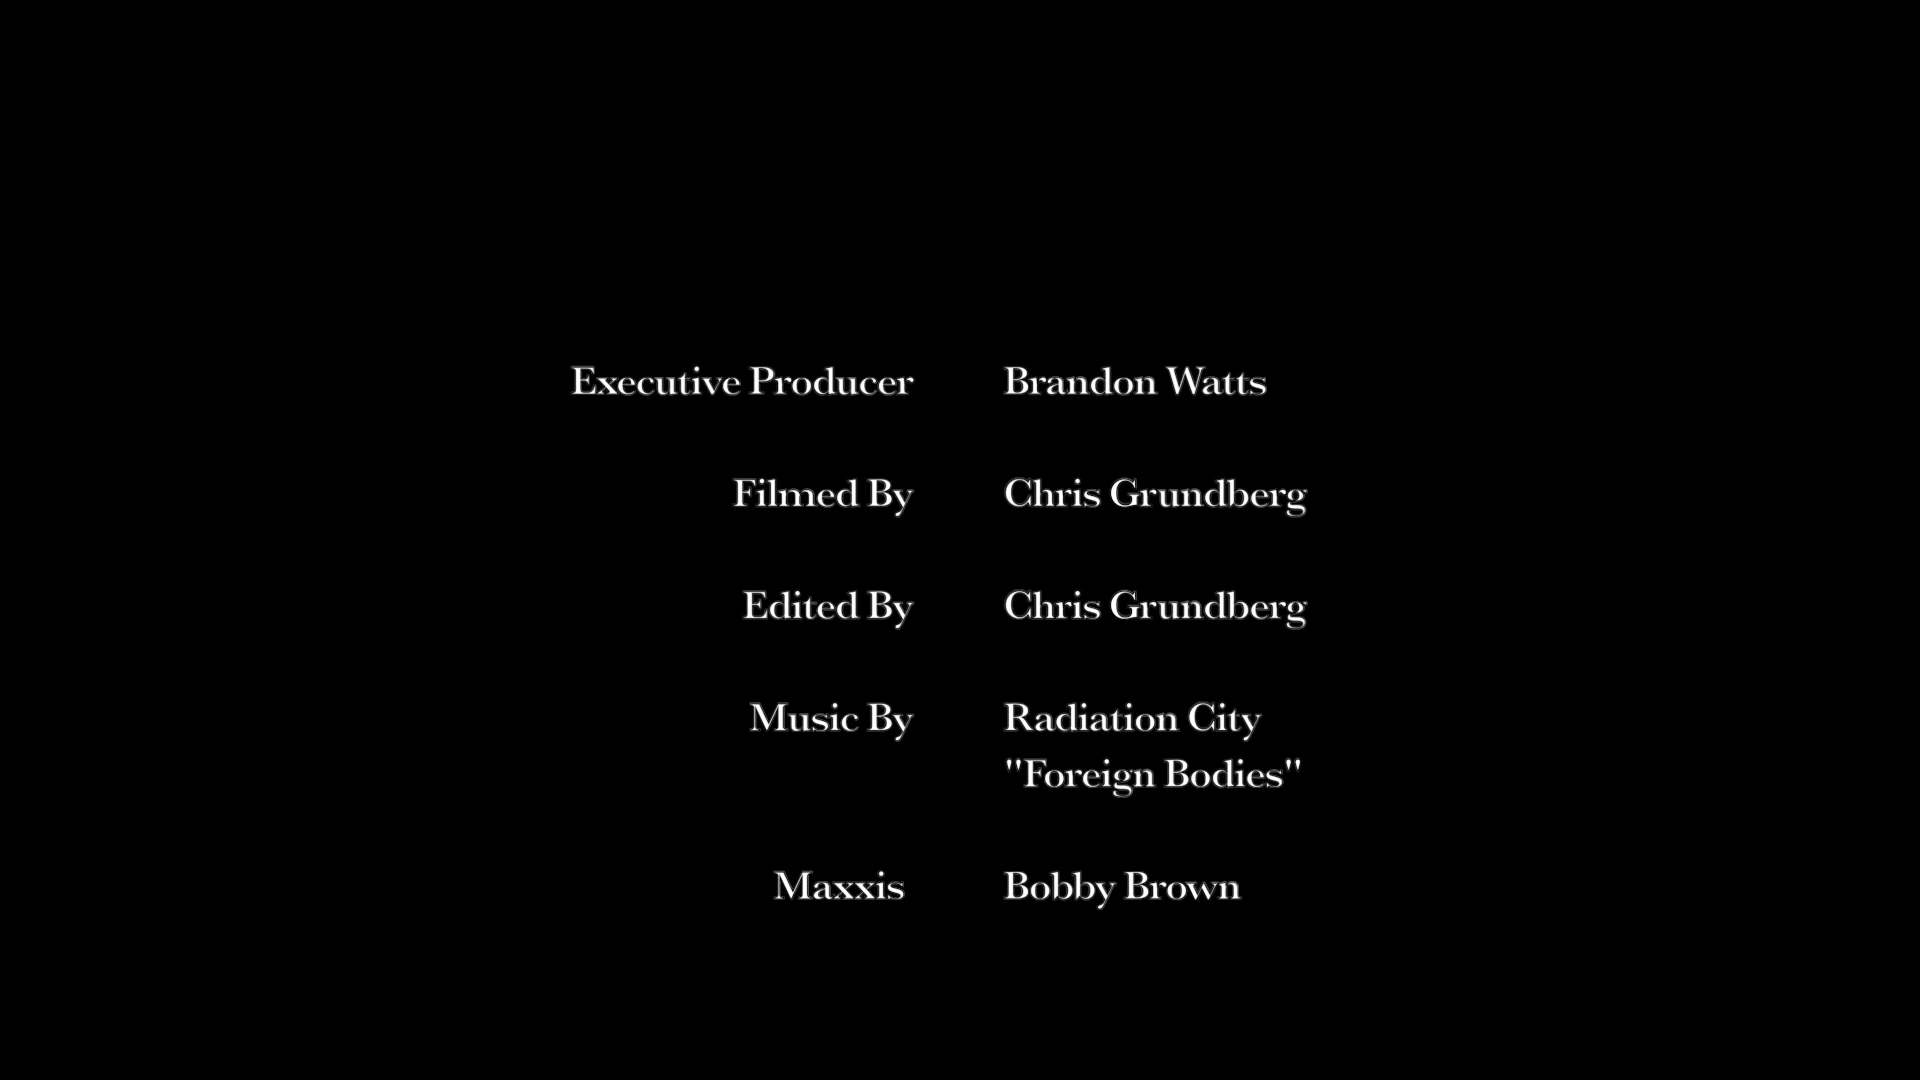 Executive Producer Brandon Watts
Filmed By Chris Grundberg
Edited By Chris Grundberg
Music By Radiation City
"Foreign Bodies"
Maxxis Bobby Brown